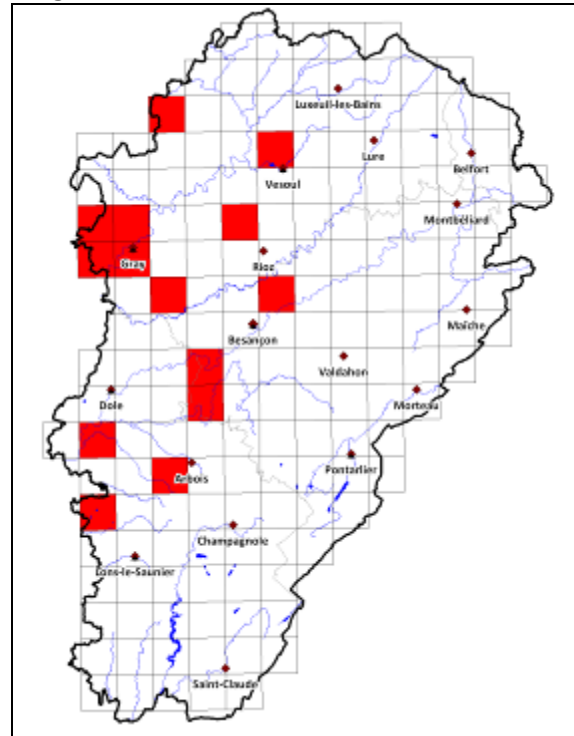 Luxeuil-les-Bains
Lure
Belfort
Vesoul
Montbéliard
Gray
Rioz
Maîche
Besançon
Valdahon
Dole
Morteau
Pontarlier
Arbois
Champagnole
Lons-le-Saunier
Saint-Claude